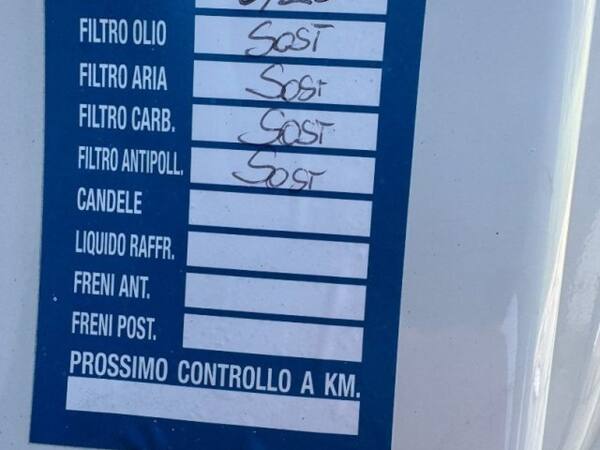 FILTRO OLIO Sost
FILTRO ARIA Sost
FILTRO CARB. Sost
FILTRO ANTIPOLL. Sost
CANDELE
LIQUIDO RAFFR.
FRENI ANT.
FRENI POST.
PROSSIMO CONTROLLO A KM.